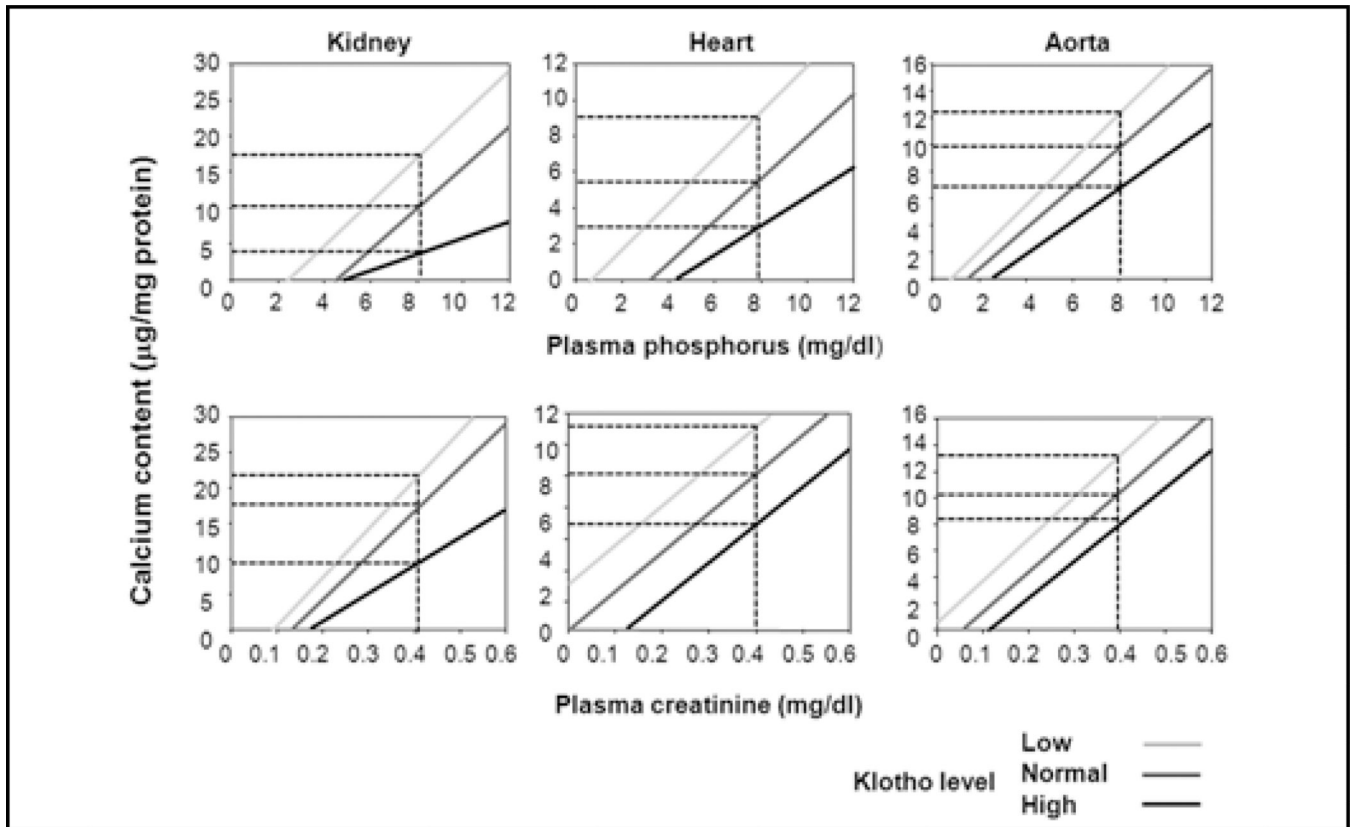 Kidney Heart Aorta
30 12 16
25 10 14
20 8 12
15 6 10
10 4 8
5 2 6
0 0 4
2
0
0 2 4 6 8 10 12 0 2 4 6 8 10 12 0 2 4 6 8 10 12
Plasma phosphorus (mg/dl)
Calcium content (µg/mg protein)
30 12 16
25 10 14
20 8 12
15 6 10
10 4 8
5 2 6
0 0 4
2
0
0 0.1 0.2 0.3 0.4 0.5 0.6 0 0.1 0.2 0.3 0.4 0.5 0.6 0 0.1 0.2 0.3 0.4 0.5 0.6
Plasma creatinine (mg/dl)
Klotho level
Low
Normal
High